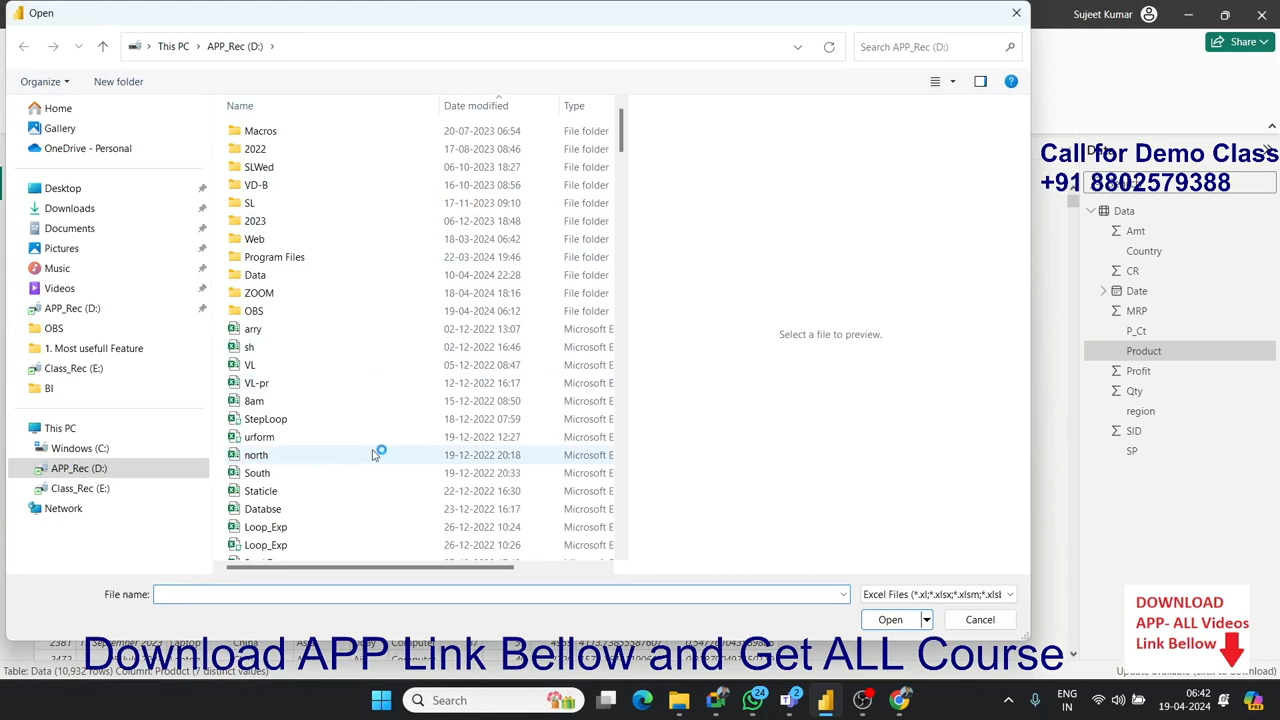 Open
Sujeet Kumar
This PC
APP_Rec (D:)
Search APP_Rec (D:)
Share
Organize
New folder
Name
Date modified
Type
Home
Gallery
OneDrive - Personal
Desktop
Downloads
Documents
Pictures
Music
Videos
APP_Rec (D:)
OBS
1. Most usefull Feature
Class_Rec (E:)
BI
This PC
Windows (C:)
APP_Rec (D:)
Class_Rec (E:)
Network
Macros 20-07-2023 06:54 File folder
2022 17-08-2023 08:46 File folder
SLWed 06-10-2023 18:27 File folder
VD-B 16-10-2023 08:56 File folder
SL 17-11-2023 09:10 File folder
2023 06-12-2023 18:48 File folder
Web 18-03-2024 06:42 File folder
Program Files 22-03-2024 19:46 File folder
Data 10-04-2024 22:28 File folder
ZOOM 18-04-2024 18:16 File folder
OBS 19-04-2024 06:12 File folder
arry 02-12-2022 13:07 Microsoft E
sh 02-12-2022 16:46 Microsoft E
VL 05-12-2022 08:47 Microsoft E
VL-pr 12-12-2022 16:17 Microsoft E
8am 15-12-2022 08:50 Microsoft E
StepLoop 18-12-2022 07:59 Microsoft E
urform 19-12-2022 12:27 Microsoft E
north 19-12-2022 20:18 Microsoft E
South 19-12-2022 20:33 Microsoft E
Staticle 22-12-2022 16:30 Microsoft E
Databse 23-12-2022 16:17 Microsoft E
Loop_Exp 26-12-2022 10:24 Microsoft E
Loop_Exp 26-12-2022 10:26 Microsoft E
Select a file to preview.
File name:
Excel Files (*.xl;*.xlsx;*.xlsm;*.xlsb
Open
Cancel
Call for Demo Class
+91 8802579388
Data
Amt
Country
CR
Date
MRP
P_Ct
Product
Profit
Qty
region
SID
SP
DOWNLOAD
APP- ALL Videos
Link Bellow
Download APP Link Bellow and Get ALL Course
Table: Data (10,932 rows) Column: Product (7 distinct values)
Update available (download)
Search
24
2
ENG
IN
06:42
19-04-2024